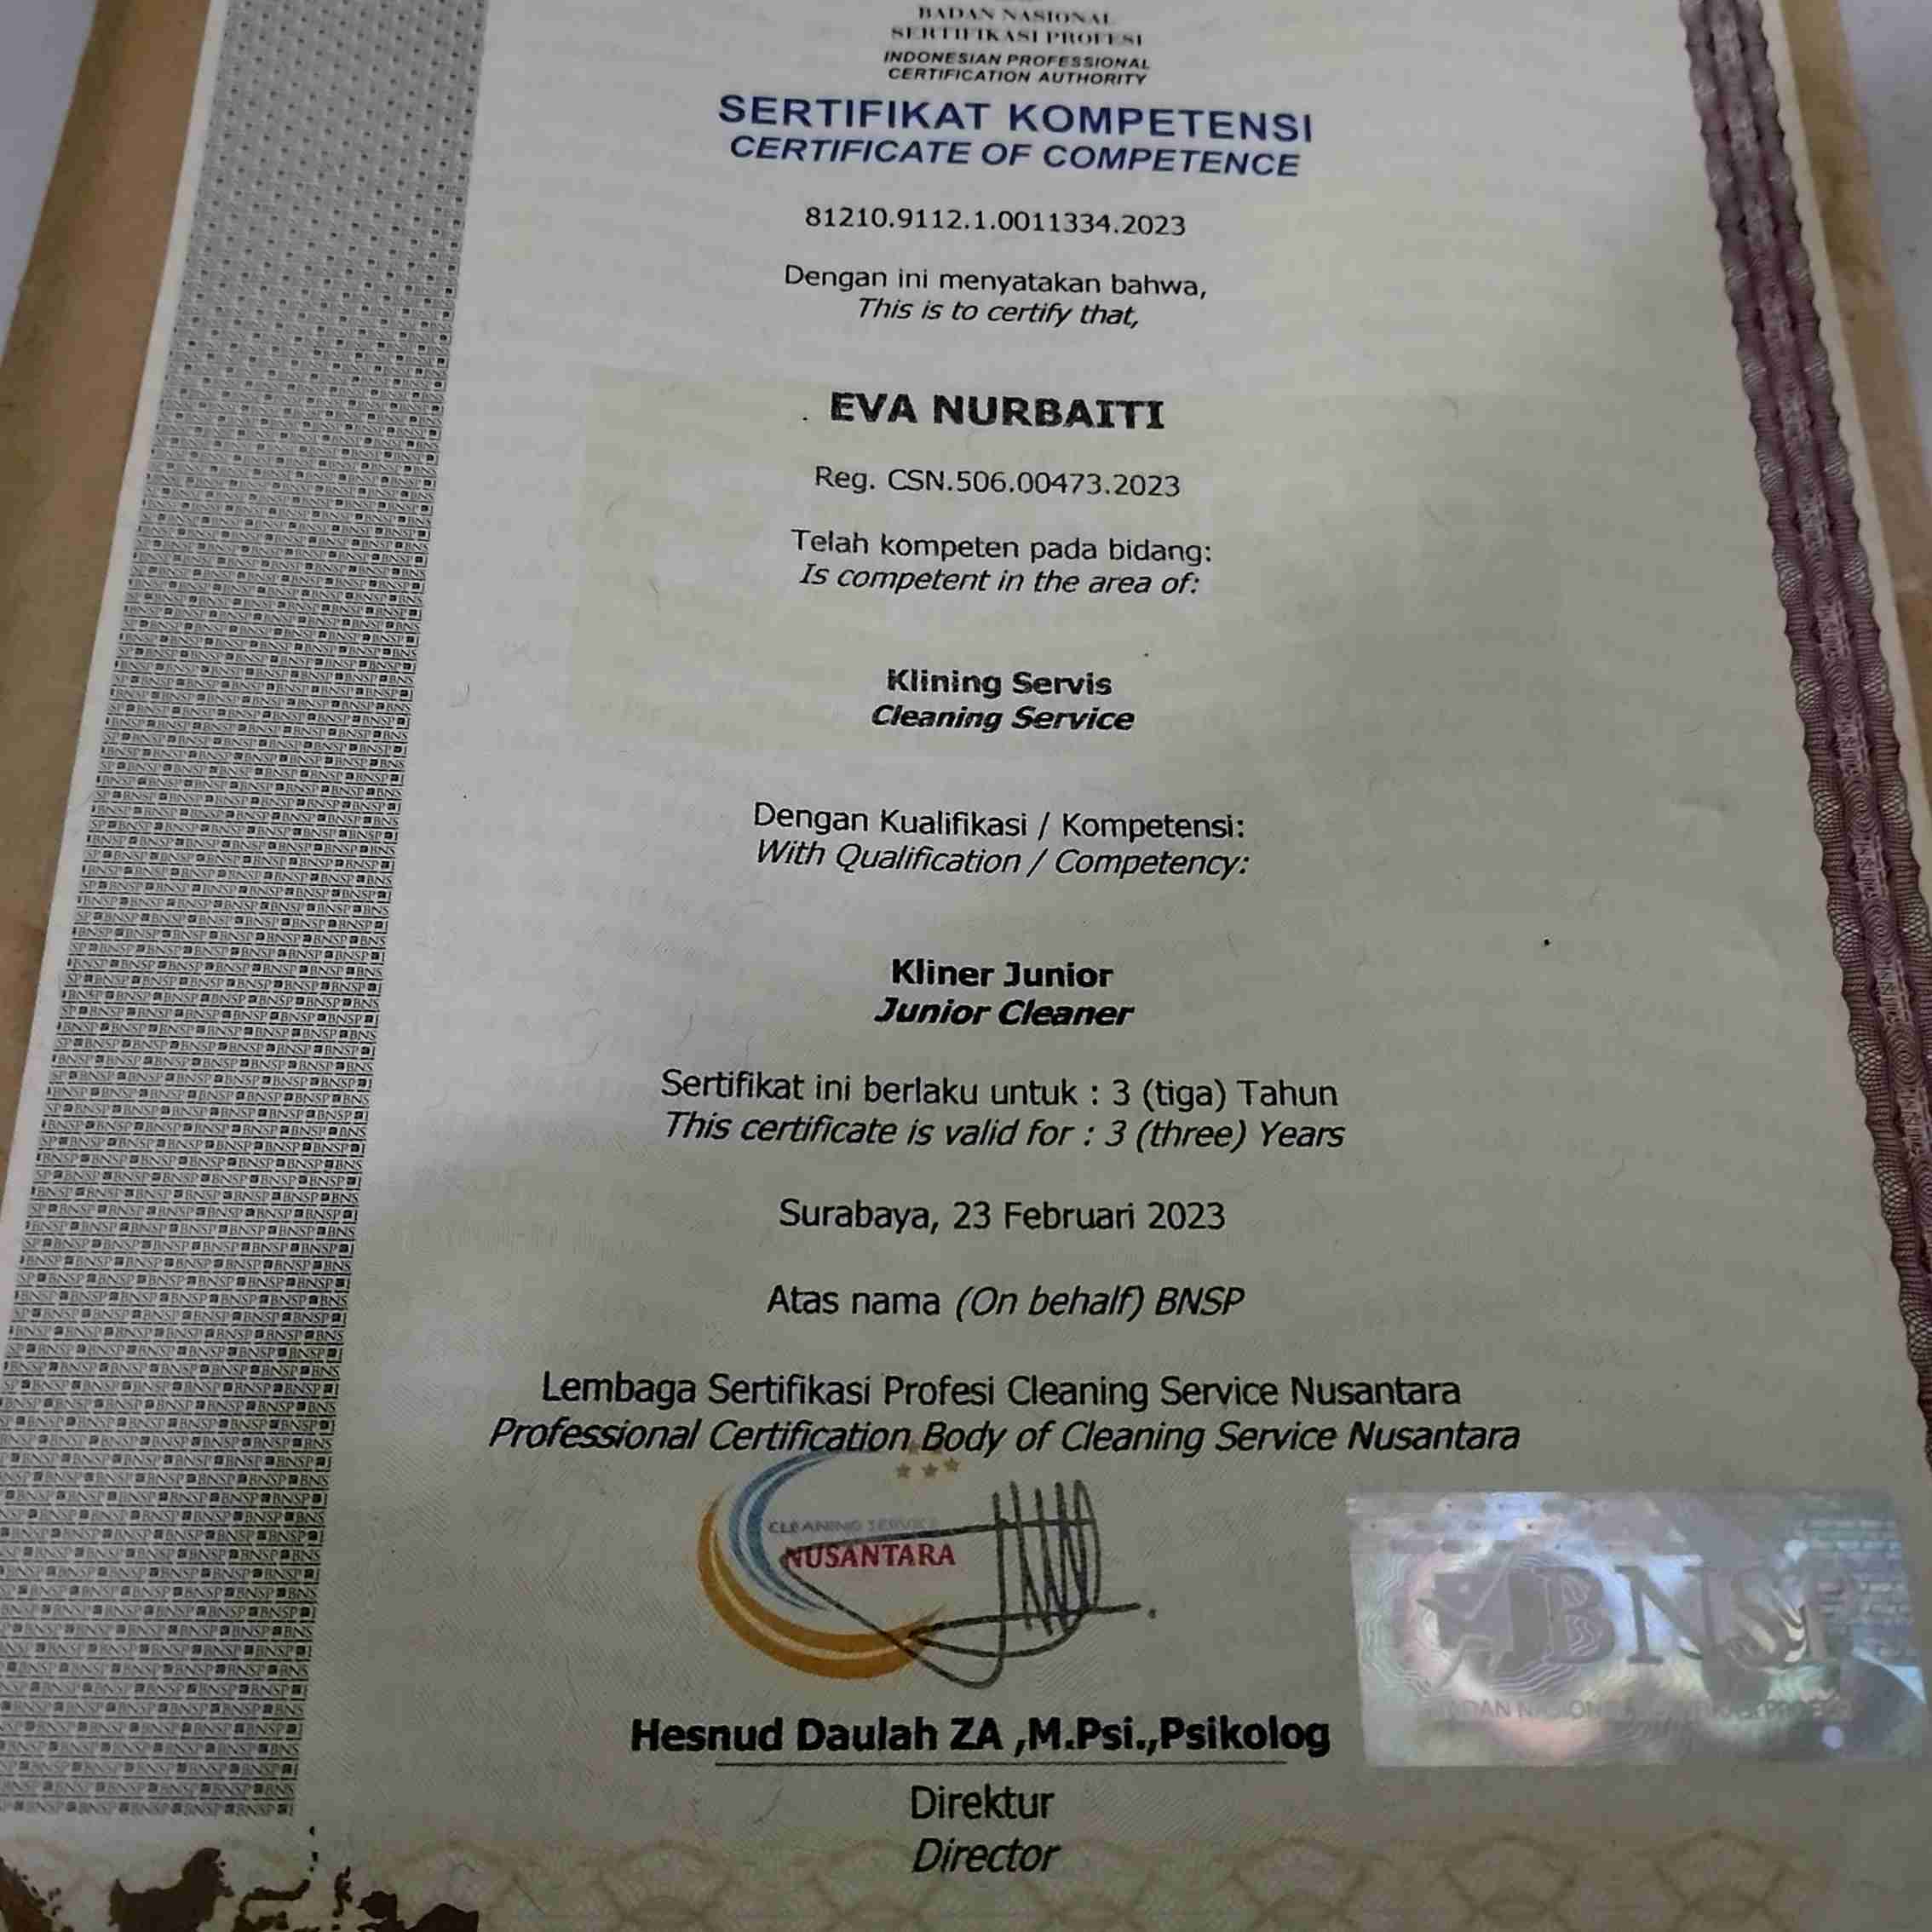 BADAN NASIONAL
SERTIFIKASI PROFESI
INDONESIAN PROFESSIONAL
CERTIFICATION AUTHORITY
SERTIFIKAT KOMPETENSI
CERTIFICATE OF COMPETENCE
81210.9112.1.0011334.2023
Dengan ini menyatakan bahwa,
This is to certify that,
EVA NURBAITI
Reg. CSN.506.00473.2023
Telah kompeten pada bidang:
Is competent in the area of:
Klining Servis
Cleaning Service
Dengan Kualifikasi / Kompetensi:
With Qualification / Competency:
Kliner Junior
Junior Cleaner
Sertifikat ini berlaku untuk : 3 (tiga) Tahun
This certificate is valid for : 3 (three) Years
Surabaya, 23 Februari 2023
Atas nama (On behalf) BNSP
Lembaga Sertifikasi Profesi Cleaning Service Nusantara
Professional Certification Body of Cleaning Service Nusantara
CLEANING SERVICE
NUSANTARA
BNSP
Hesnud Daulah ZA ,M.Psi.,Psikolog
Direktur
Director